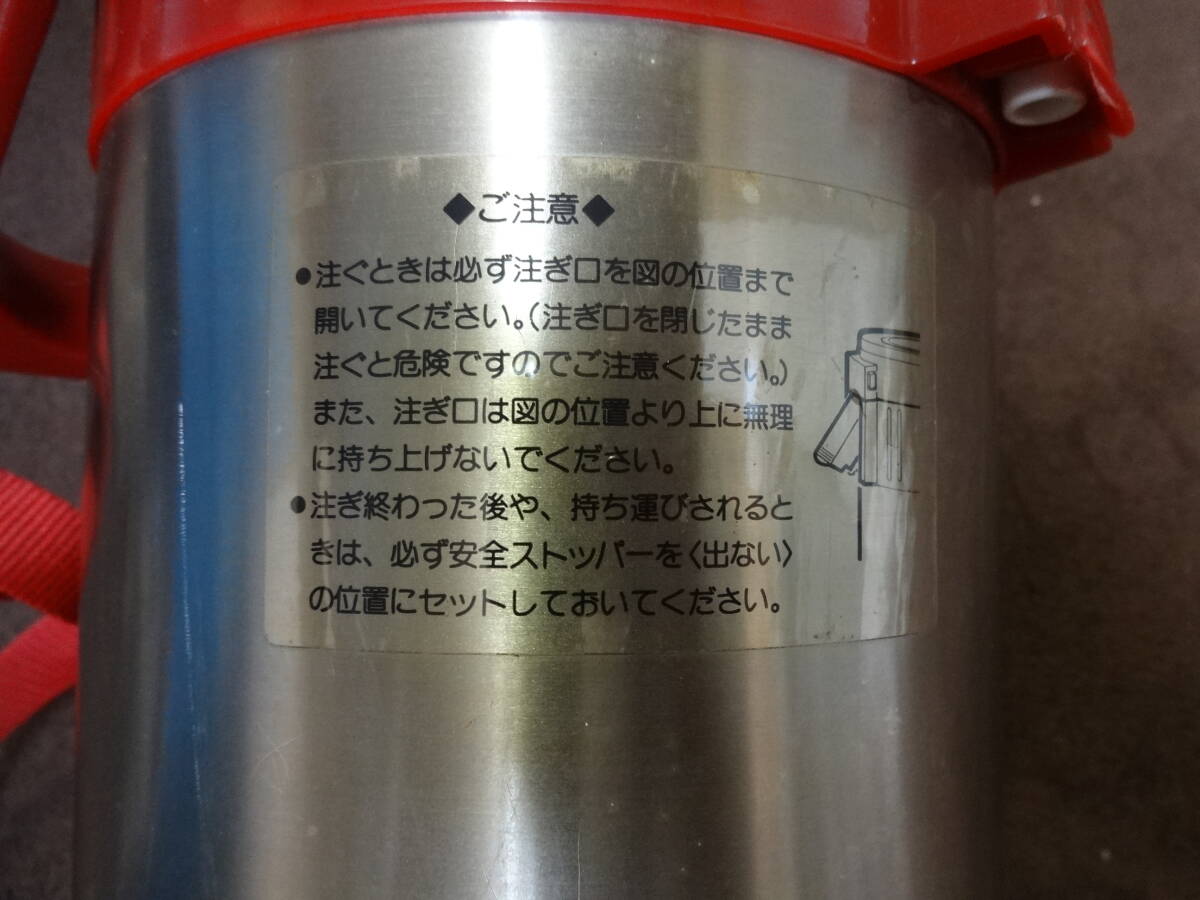 ◆ご注意◆
●注ぐときは必ず注ぎ口を図の位置まで
開いてください。(注ぎ口を閉じたまま
注ぐと危険ですのでご注意ください。)
また、注ぎ口は図の位置より上に無理
に持ち上げないでください。
●注ぎ終わった後や、持ち運びされると
きは、必ず安全ストッパーを〈出ない〉
の位置にセットしておいてください。